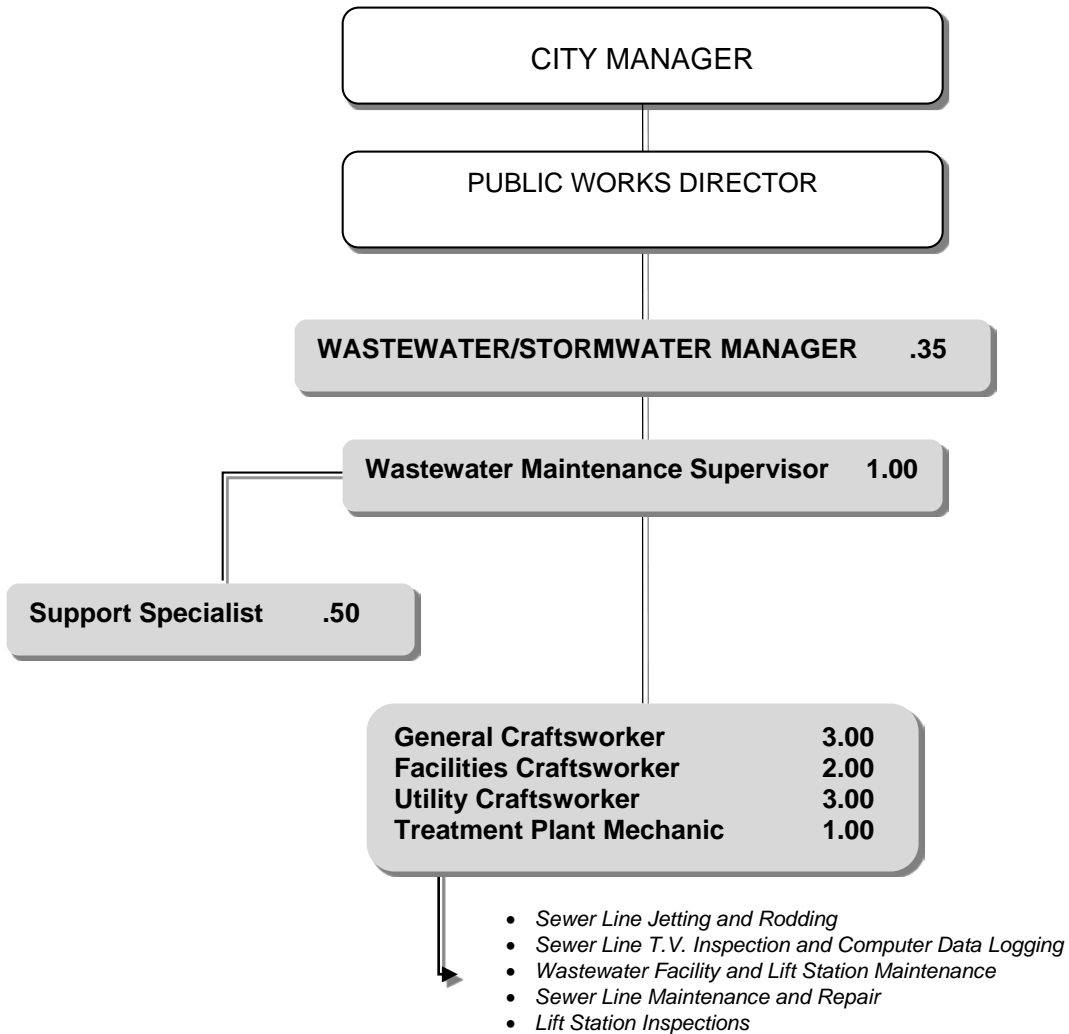 CITY MANAGER
PUBLIC WORKS DIRECTOR
WASTEWATER/STORMWATER MANAGER .35
Wastewater Maintenance Supervisor 1.00
Support Specialist .50
General Craftsworker 3.00
Facilities Craftsworker 2.00
Utility Craftsworker 3.00
Treatment Plant Mechanic 1.00
• Sewer Line Jetting and Rodding
• Sewer Line T.V. Inspection and Computer Data Logging
• Wastewater Facility and Lift Station Maintenance
• Sewer Line Maintenance and Repair
• Lift Station Inspections